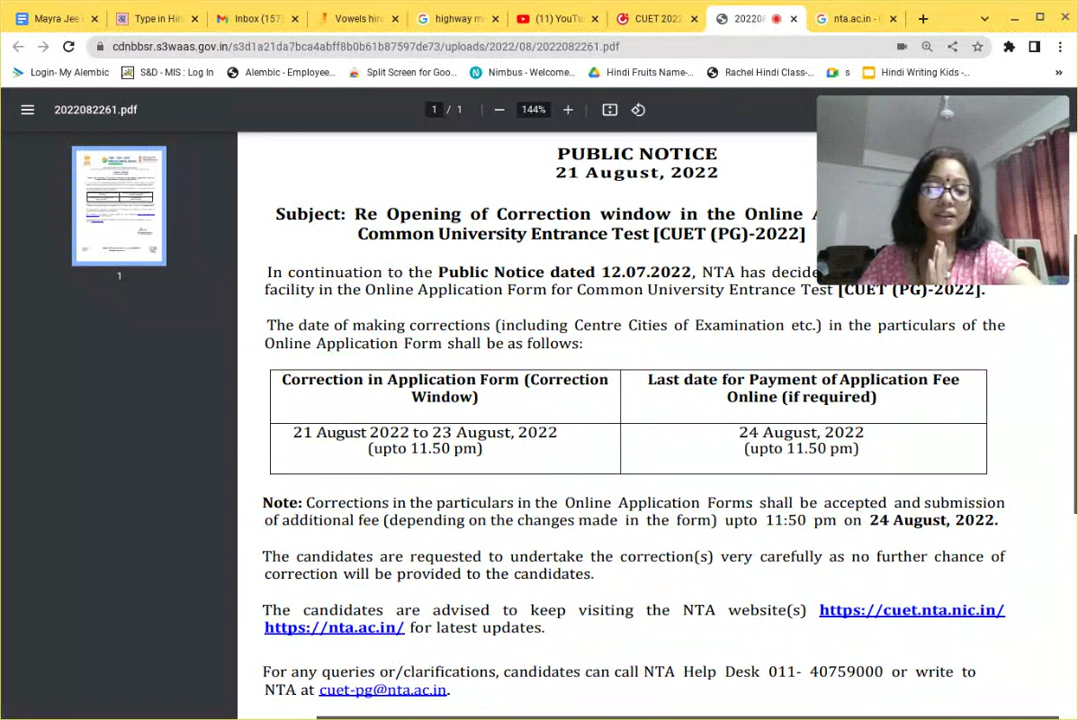 Mayra Jee
Type in Hin
Inbox (157)
Vowels hin
highway m
(11) YouTu
CUET 2022
20220
nta.ac.in -
cdnbbsr.s3waas.gov.in/s3d1a21da7bca4abff8b0b61b87597de73/uploads/2022/08/2022082261.pdf
Login- My Alembic
S&D - MIS : Log In
Alembic - Employee...
Split Screen for Goo...
Nimbus - Welcome...
Hindi Fruits Name-...
Rachel Hindi Class-...
s
Hindi Writing Kids -...
»
2022082261.pdf
1 / 1
144%
1
PUBLIC NOTICE
21 August, 2022
Subject: Re Opening of Correction window in the Online
Common University Entrance Test [CUET (PG)-2022]
In continuation to the Public Notice dated 12.07.2022, NTA has decide
facility in the Online Application Form for Common University Entrance Test [CUET (PG)-2022].
The date of making corrections (including Centre Cities of Examination etc.) in the particulars of the
Online Application Form shall be as follows:
Correction in Application Form (Correction
Window)
Last date for Payment of Application Fee
Online (if required)
21 August 2022 to 23 August, 2022
(upto 11.50 pm)
24 August, 2022
(upto 11.50 pm)
Note: Corrections in the particulars in the Online Application Forms shall be accepted and submission
of additional fee (depending on the changes made in the form) upto 11:50 pm on 24 August, 2022.
The candidates are requested to undertake the correction(s) very carefully as no further chance of
correction will be provided to the candidates.
The candidates are advised to keep visiting the NTA website(s) https://cuet.nta.nic.in/
https://nta.ac.in/ for latest updates.
For any queries or/clarifications, candidates can call NTA Help Desk 011- 40759000 or write to
NTA at cuet-pg@nta.ac.in.